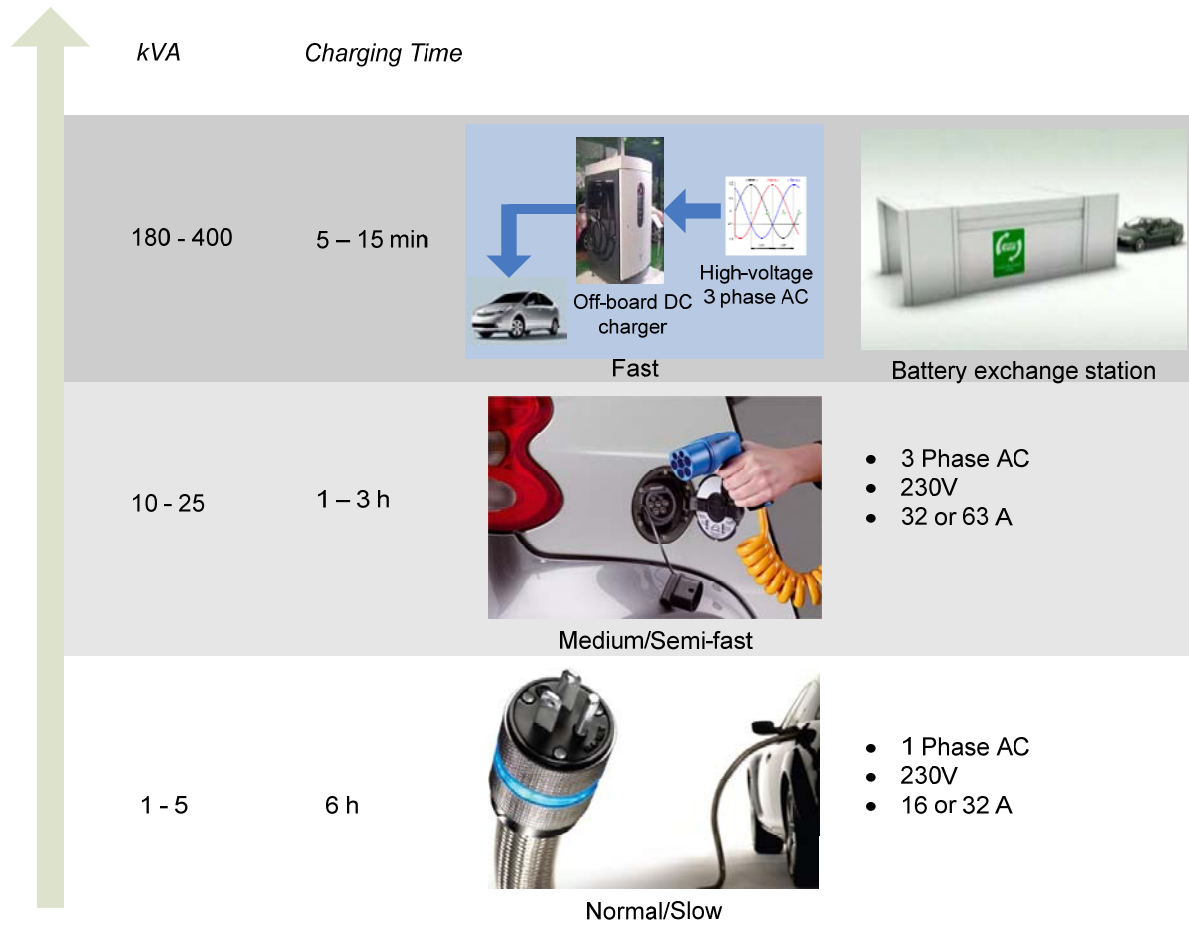 kVA Charging Time
180 - 400
5 – 15 min
High-voltage
3 phase AC
Off-board DC
charger
Fast
Battery exchange station
10 - 25
1 – 3 h
• 3 Phase AC
• 230V
• 32 or 63 A
Medium/Semi-fast
1 - 5
6 h
• 1 Phase AC
• 230V
• 16 or 32 A
Normal/Slow